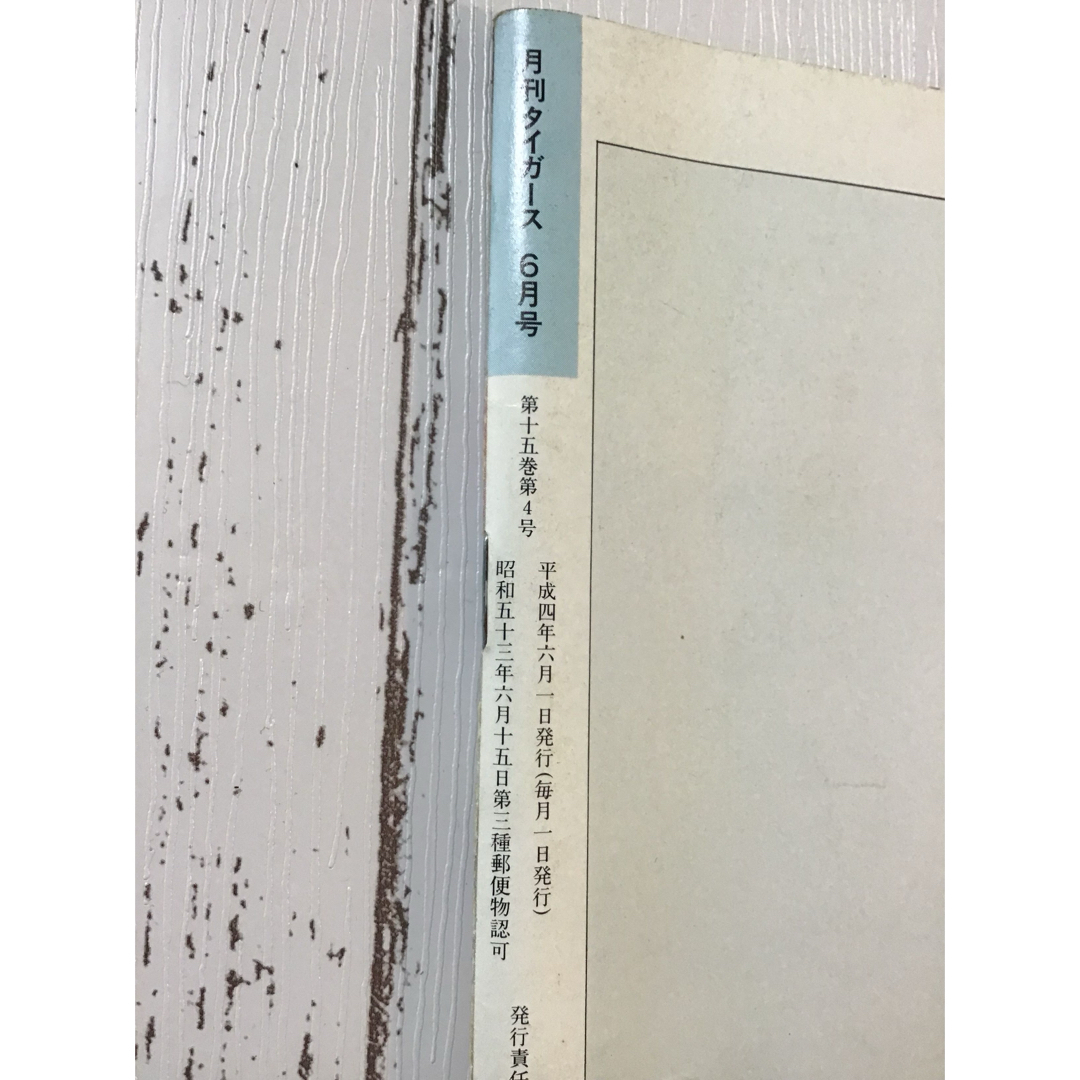 月刊タイガース 6月号
第十五巻第4号
平成四年六月一日発行(毎月一日発行)
昭和五十三年六月十五日第三種郵便物認可
発行責任